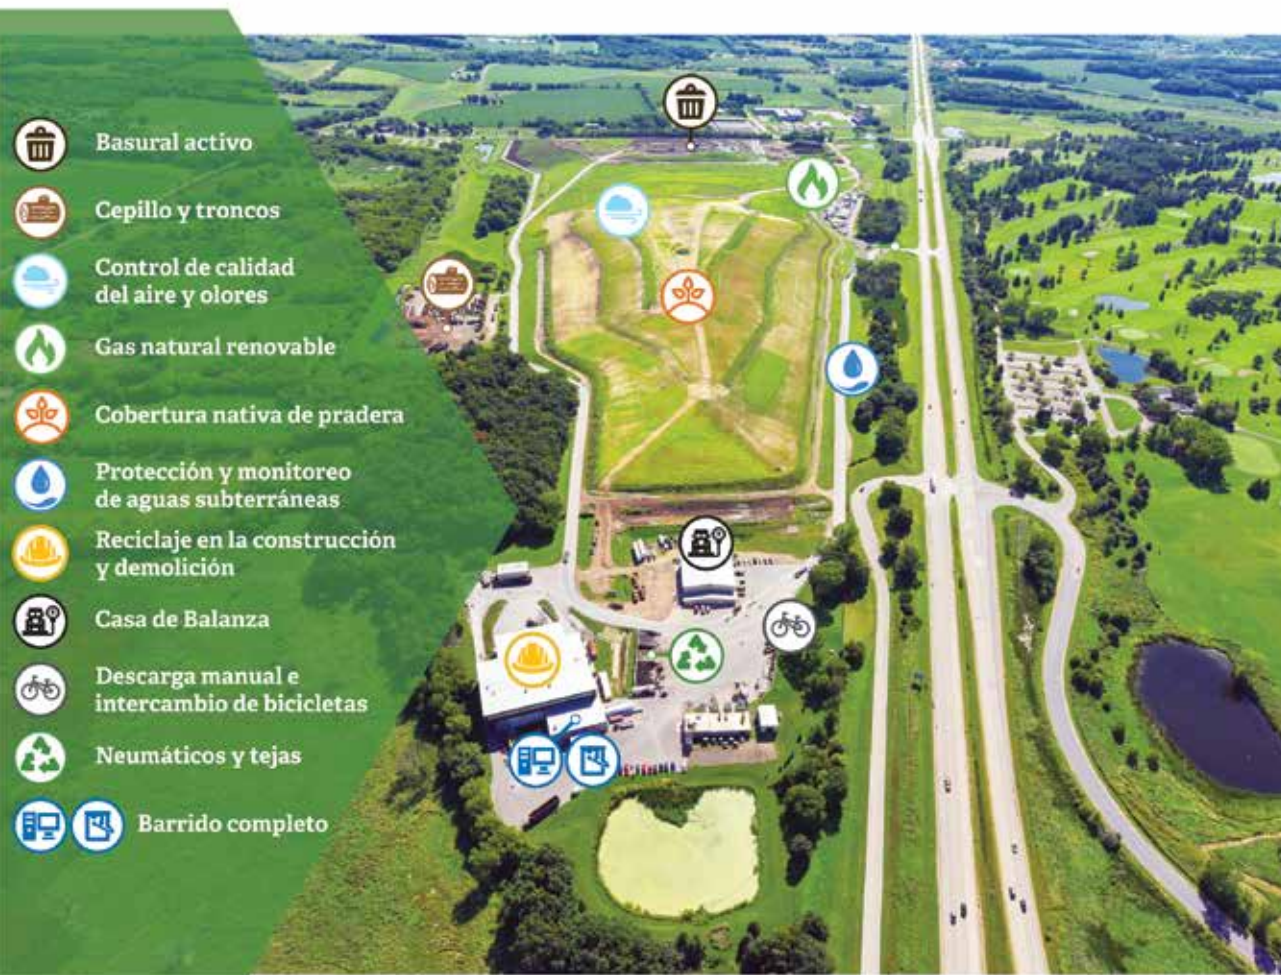 Basural activo
Cepillo y troncos
Control de calidad
del aire y olores
Gas natural renovable
Cobertura nativa de pradera
Protección y monitoreo
de aguas subterráneas
Reciclaje en la construcción
y demolición
Casa de Balanza
Descarga manual e
intercambio de bicicletas
Neumáticos y tejas
Barrido completo